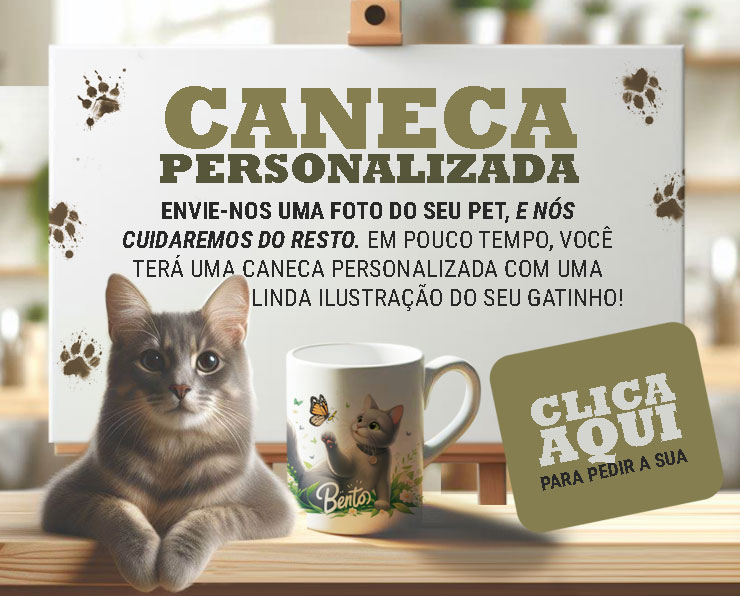 CANECA
PERSONALIZADA
ENVIE-NOS UMA FOTO DO SEU PET, E NÓS
CUIDAREMOS DO RESTO. EM POUCO TEMPO, VOCÊ
TERÁ UMA CANECA PERSONALIZADA COM UMA
LINDA ILUSTRAÇÃO DO SEU GATINHO!
Bento
CLICA
AQUI
PARA PEDIR A SUA